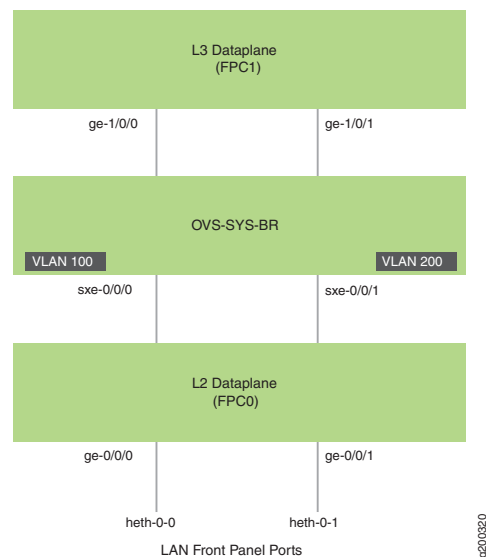 L3 Dataplane
(FPC1)
ge-1/0/0
ge-1/0/1
OVS-SYS-BR
VLAN 100
VLAN 200
sxe-0/0/0
sxe-0/0/1
L2 Dataplane
(FPC0)
ge-0/0/0
ge-0/0/1
heth-0-0
heth-0-1
LAN Front Panel Ports